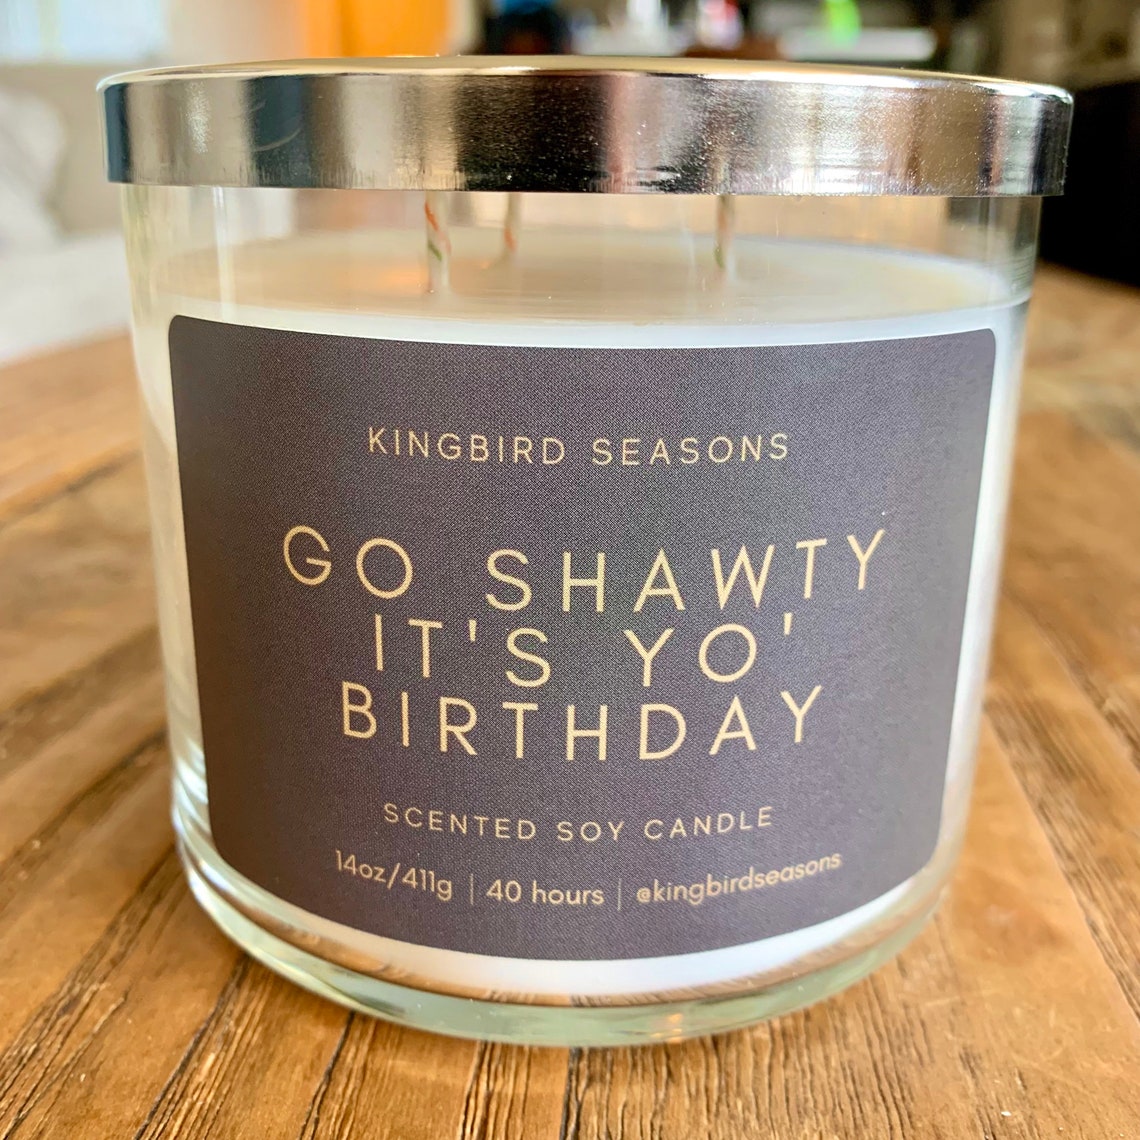 KINGBIRD SEASONS
GO SHAWTY
IT'S YO'
BIRTHDAY
SCENTED SOY CANDLE
14oz/411g | 40 hours | @kingbirdseasons